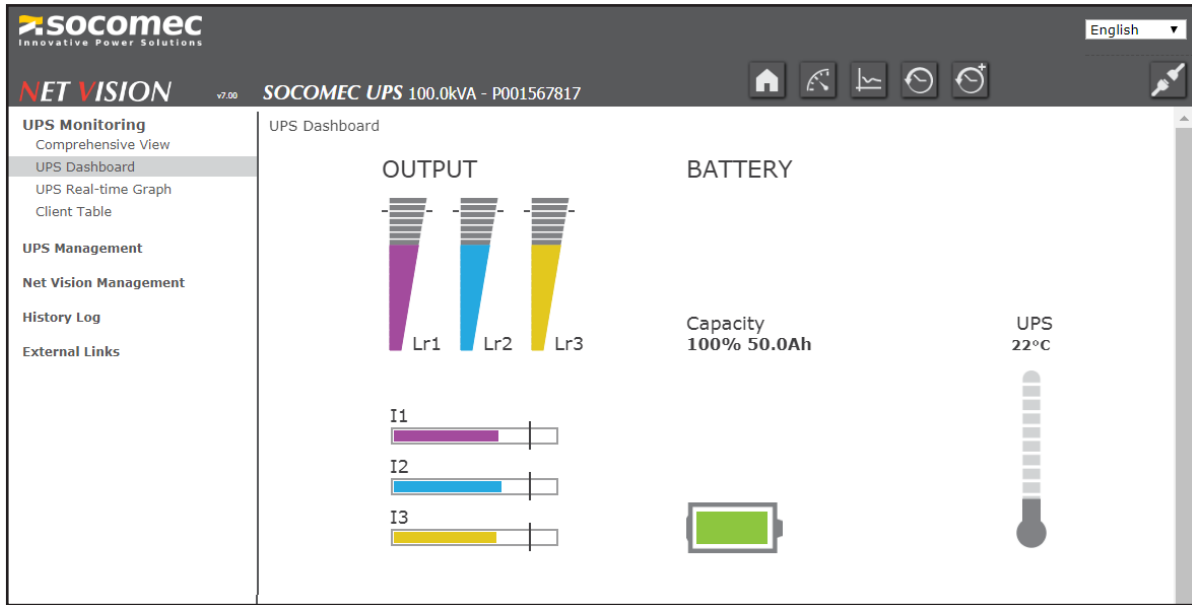 socomec
Innovative Power Solutions
English
NET VISION v7.00 SOCOMEC UPS 100.0kVA - P001567817
UPS Monitoring
Comprehensive View
UPS Dashboard
UPS Real-time Graph
Client Table
UPS Management
Net Vision Management
History Log
External Links
UPS Dashboard
OUTPUT
Lr1 Lr2 Lr3
I1
I2
I3
BATTERY
Capacity
100% 50.0Ah
UPS
22°C